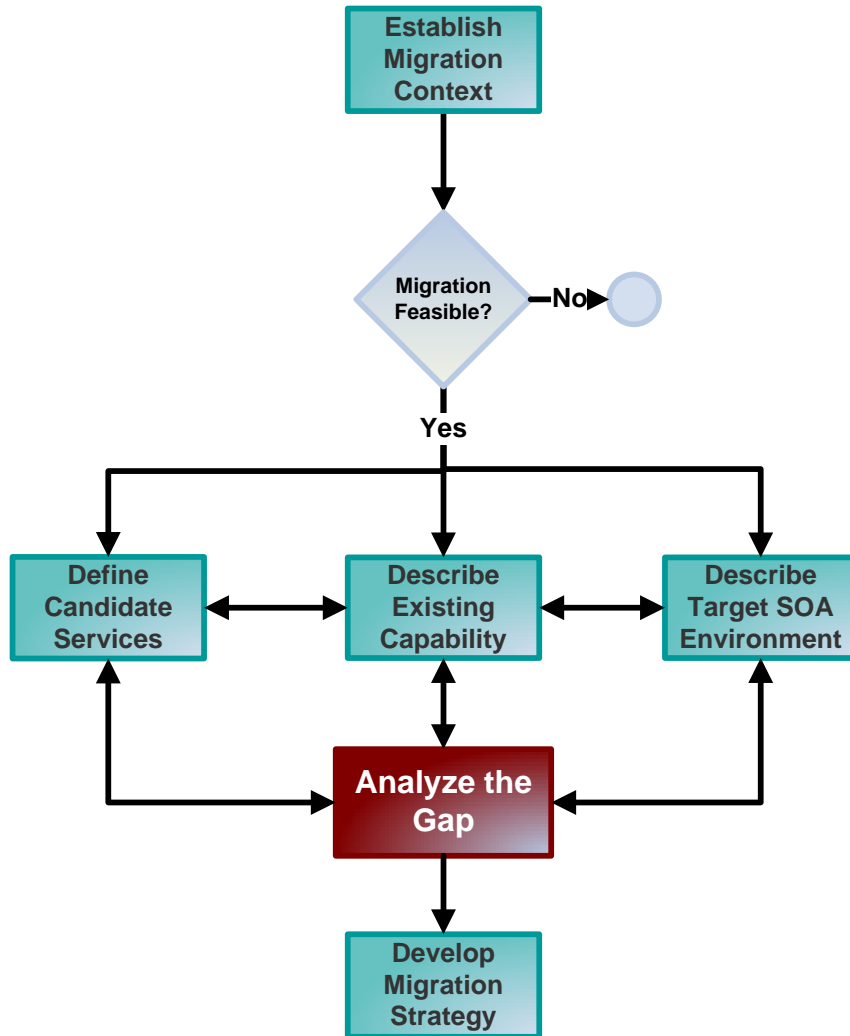 Establish
Migration
Context
Migration
Feasible?
No
Yes
Define
Candidate
Services
Describe
Existing
Capability
Describe
Target SOA
Environment
Analyze the
Gap
Develop
Migration
Strategy